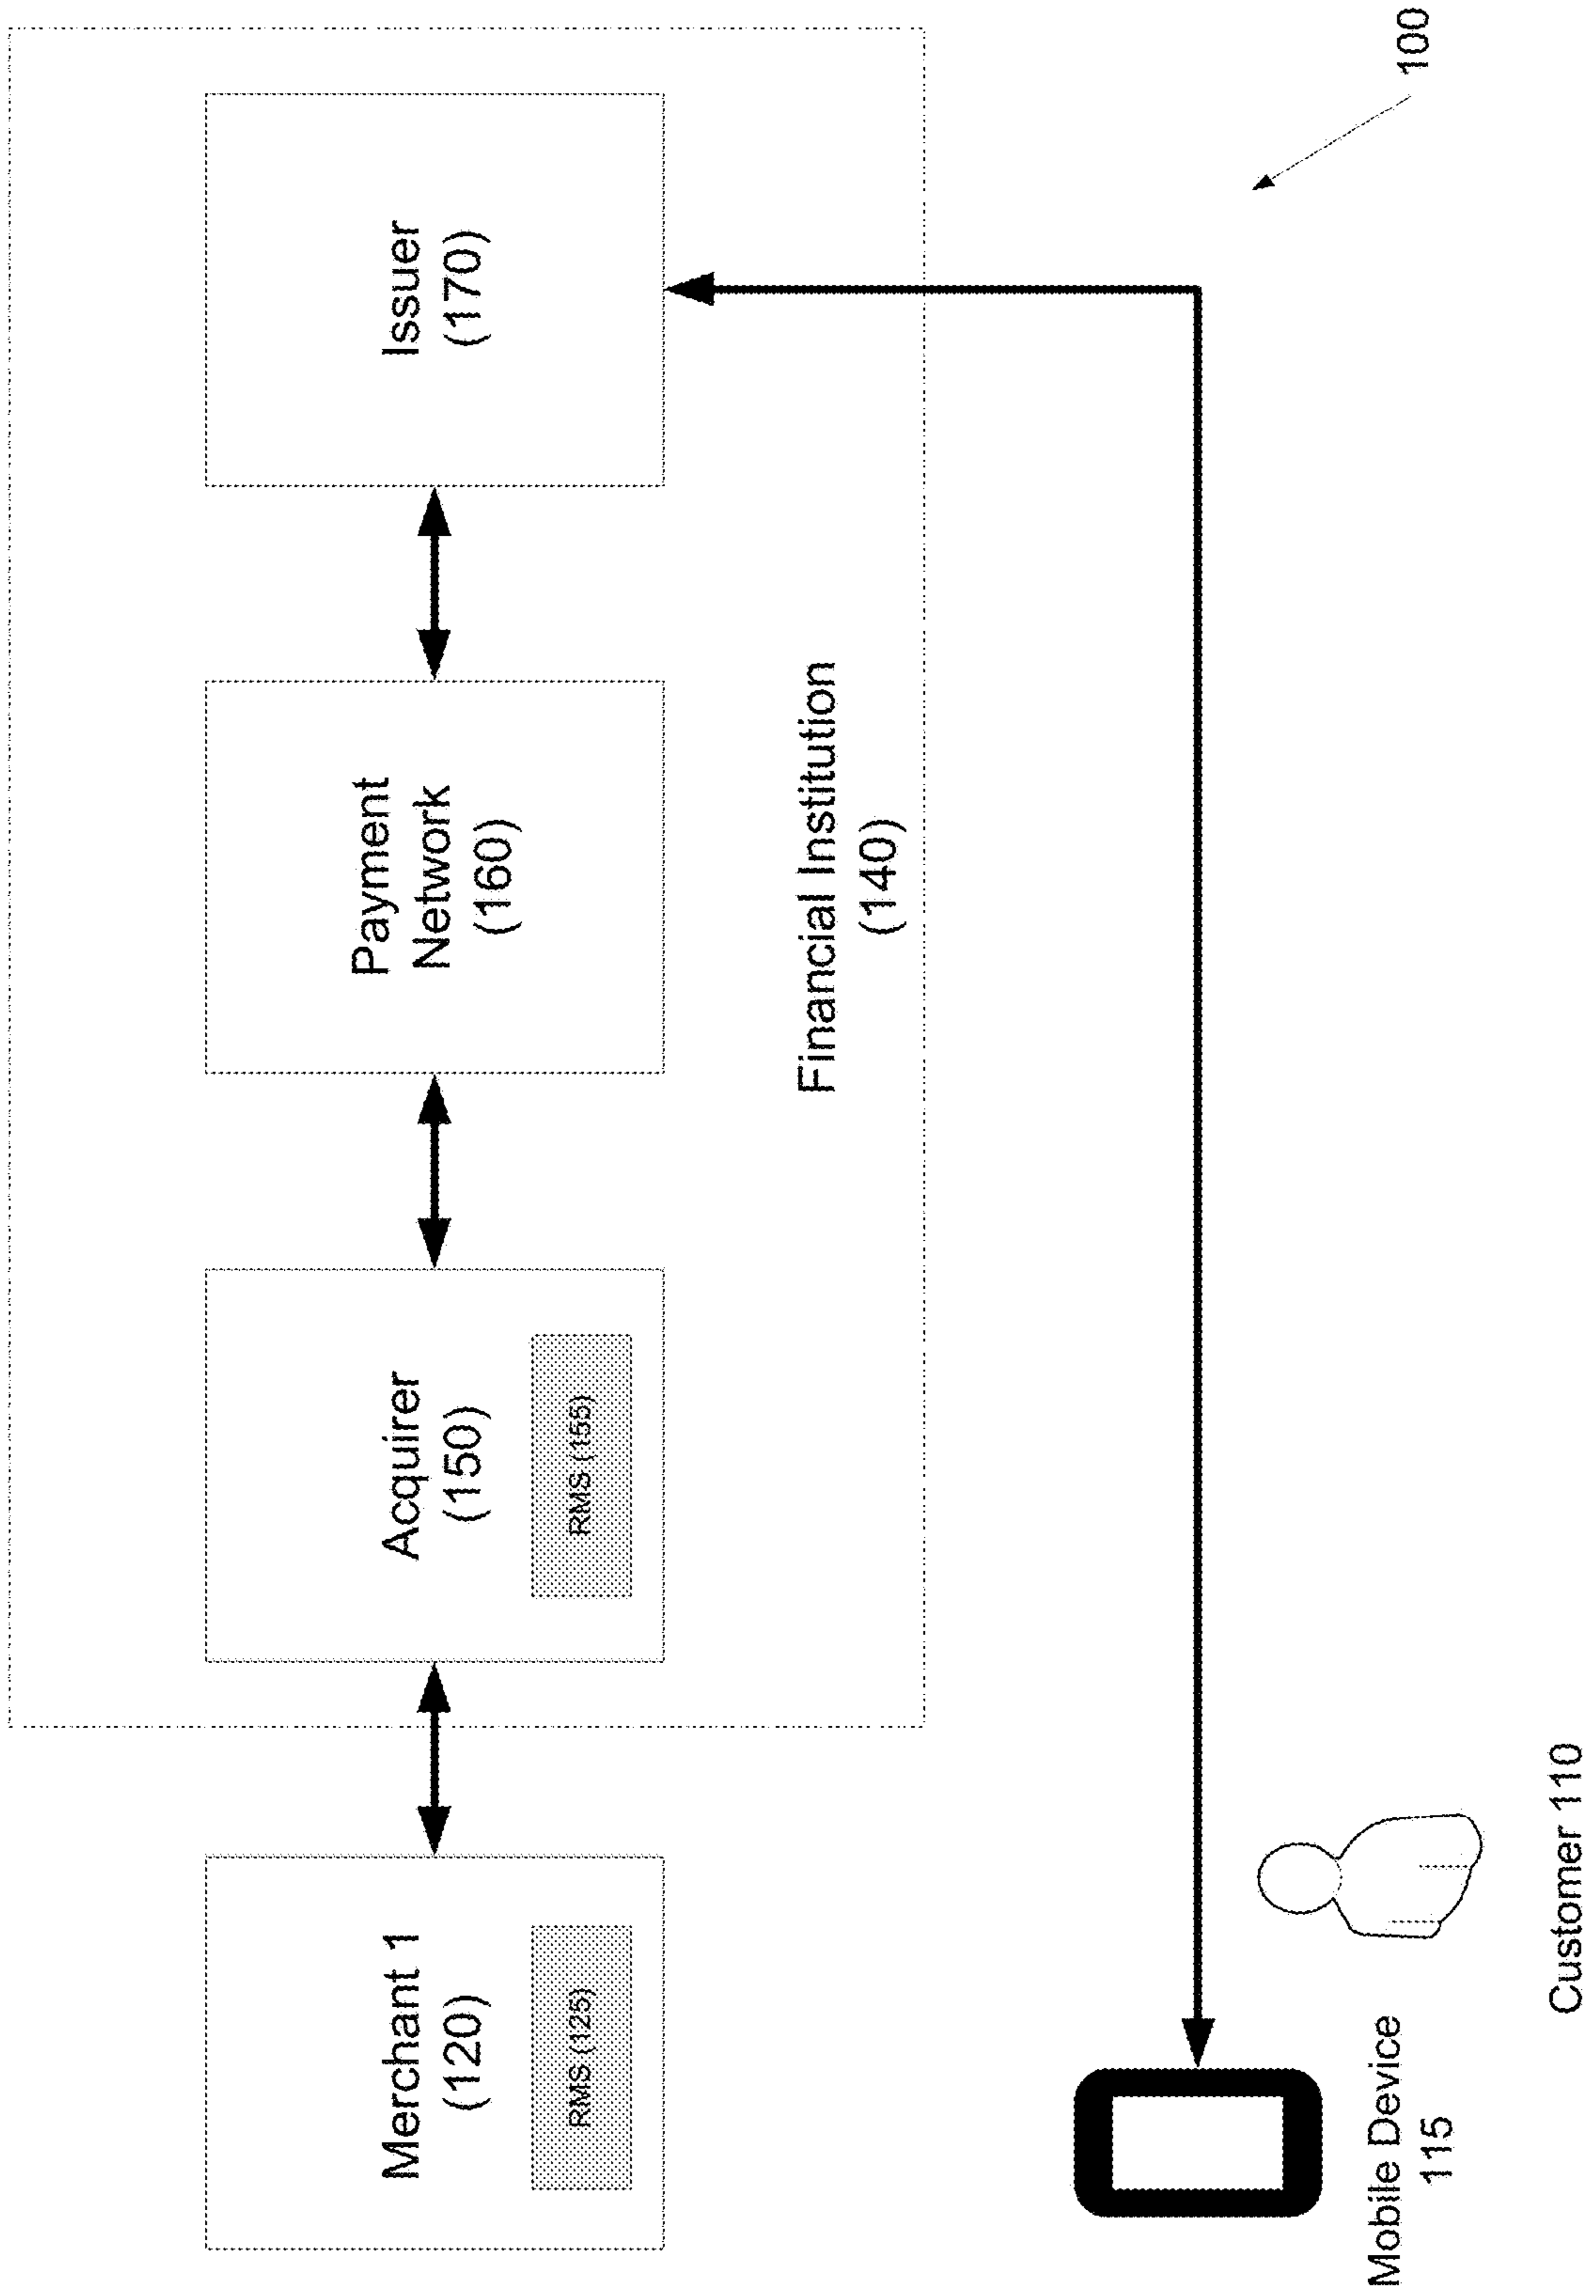 Merchant 1
(120)
RMS (125)
Acquirer
(150)
RMS (155)
Payment
Network
(160)
Issuer
(170)
Financial Institution
(140)
Mobile Device
115
Customer 110
100